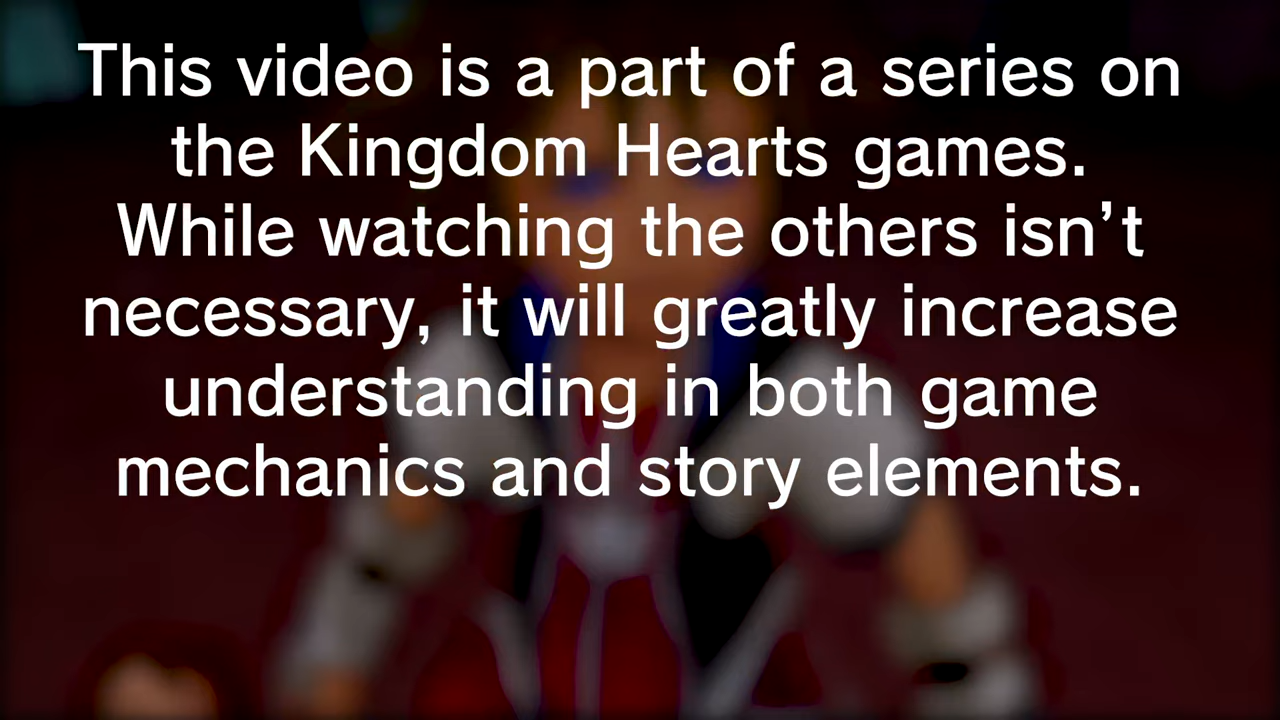 This video is a part of a series on
the Kingdom Hearts games.
While watching the others isn’t
necessary, it will greatly increase
understanding in both game
mechanics and story elements.